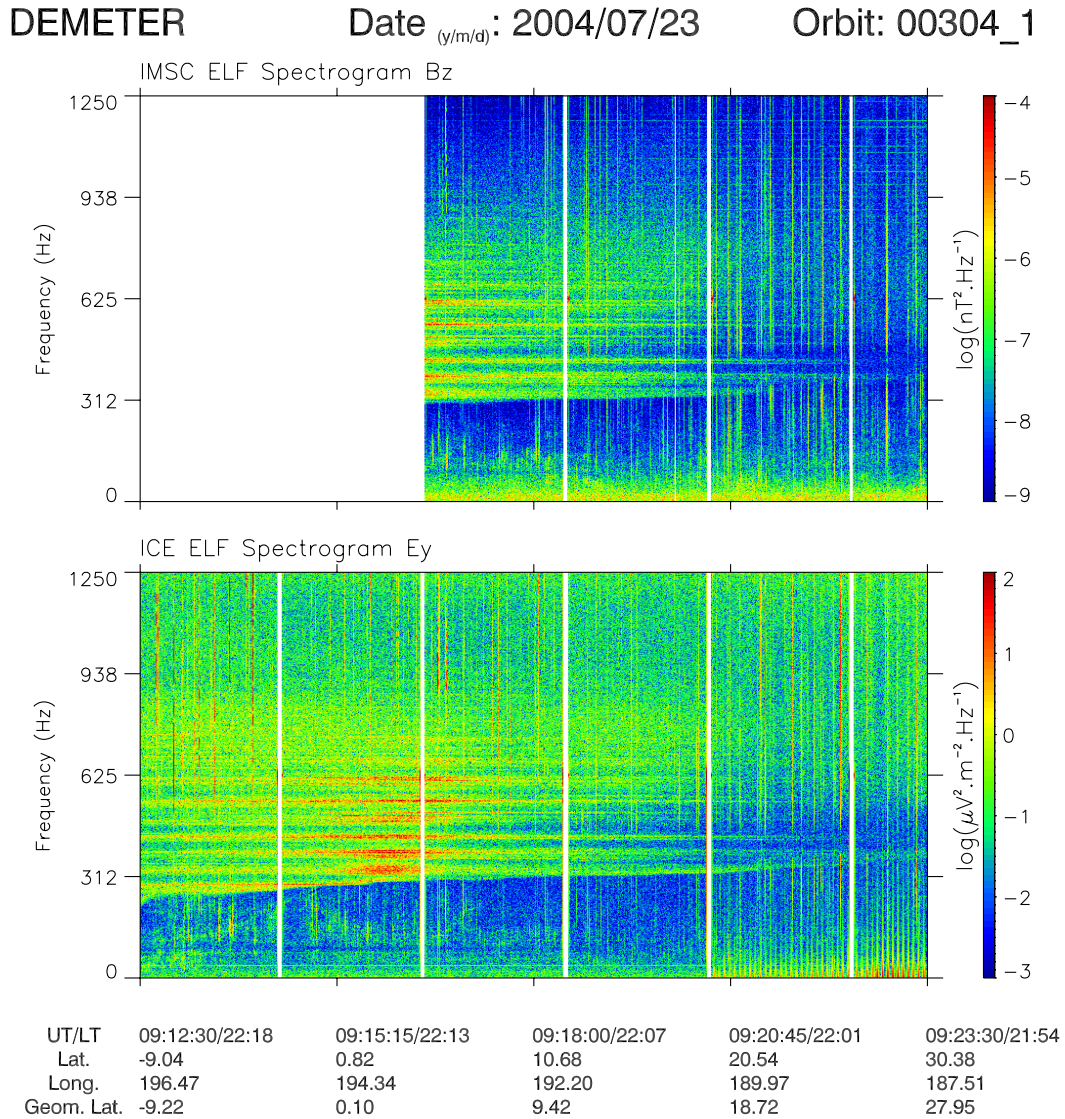 DEMETER Date (y/m/d): 2004/07/23 Orbit: 00304_1
IMSC ELF Spectrogram Bz
1250
938
625
312
0
Frequency (Hz)
−4
−5
−6
−7
−8
−9
log(nT².Hz⁻¹)
ICE ELF Spectrogram Ey
1250
938
625
312
0
Frequency (Hz)
2
1
0
−1
−2
−3
log(μV².m⁻².Hz⁻¹)
UT/LT 09:12:30/22:18 09:15:15/22:13 09:18:00/22:07 09:20:45/22:01 09:23:30/21:54
Lat. -9.04 0.82 10.68 20.54 30.38
Long. 196.47 194.34 192.20 189.97 187.51
Geom. Lat. -9.22 0.10 9.42 18.72 27.95